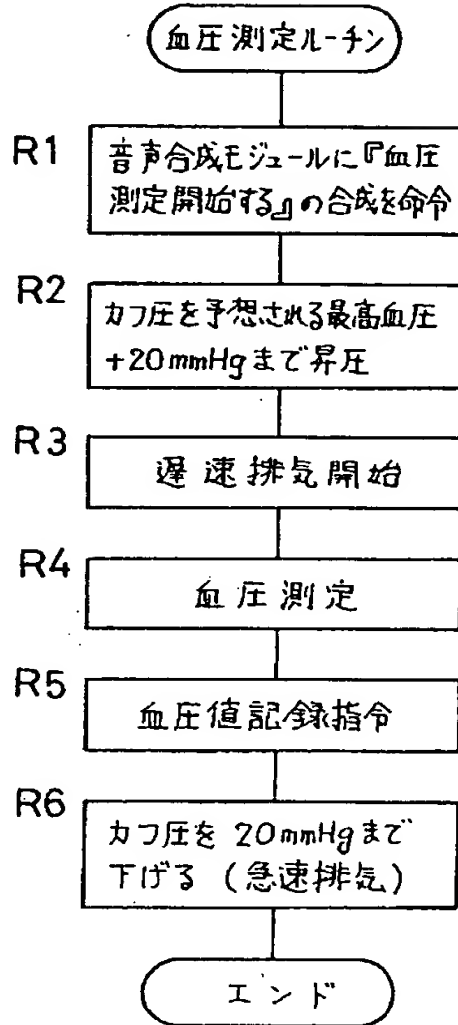 血圧測定ルーチン
R1
音声合成モジュールに『血圧
測定開始する』の合成を命令
R2
カフ圧を予想される最高血圧
+20mmHgまで昇圧
R3
遅速排気開始
R4
血圧測定
R5
血圧値記録指令
R6
カフ圧を 20mmHgまで
下げる (急速排気)
エンド